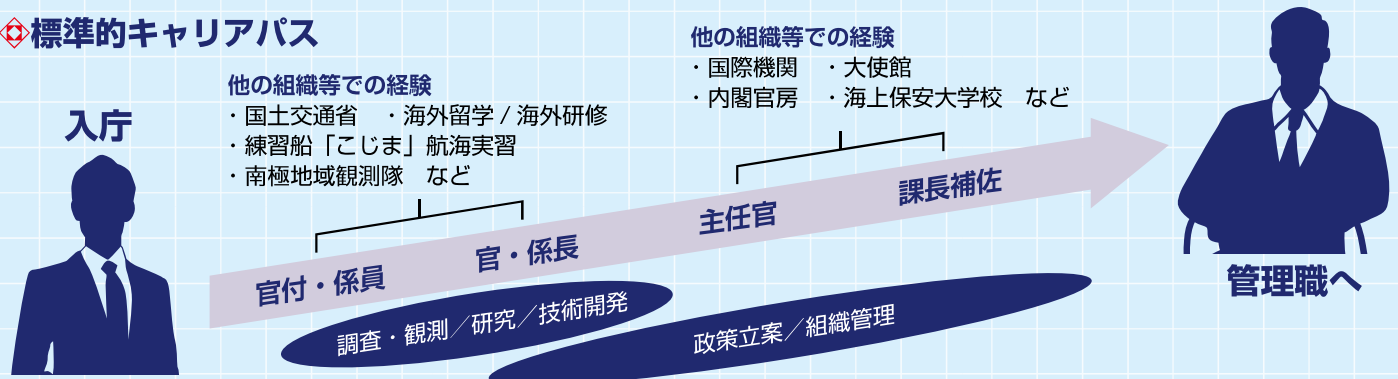 標準的キャリアパス
入庁
他の組織等での経験
・国土交通省　・海外留学 / 海外研修
・練習船「こじま」航海実習
・南極地域観測隊　など
他の組織等での経験
・国際機関　・大使館
・内閣官房　・海上保安大学校　など
官付・係員
官・係長
主任官
課長補佐
調査・観測／研究／技術開発
政策立案／組織管理
管理職へ